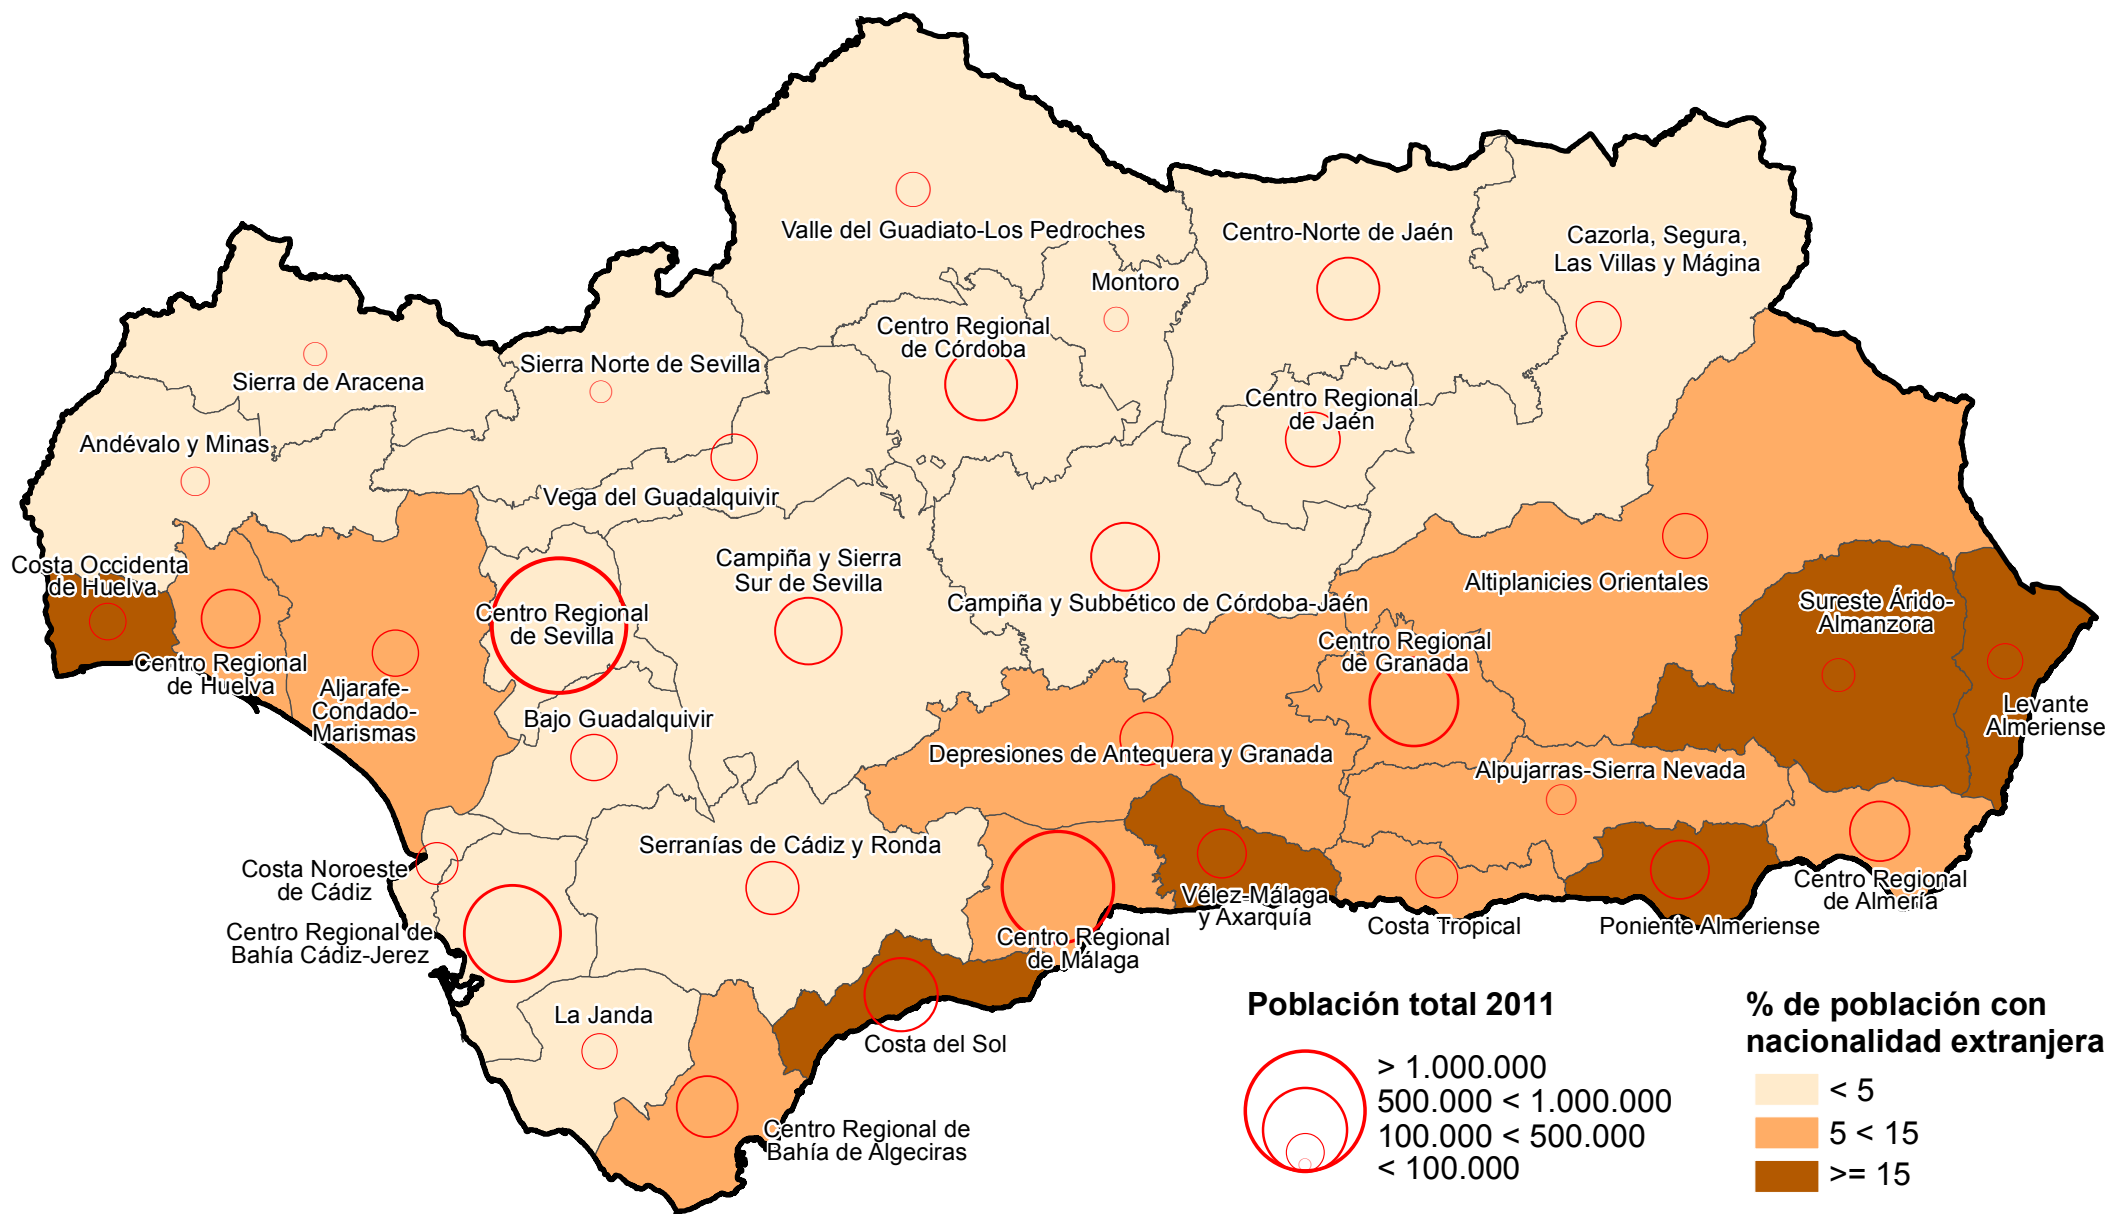 Valle del Guadiato-Los Pedroches
Centro-Norte de Jaén
Cazorla, Segura,
Las Villas y Mágina
Montoro
Centro Regional
de Córdoba
Sierra de Aracena
Sierra Norte de Sevilla
Centro Regional
de Jaén
Andévalo y Minas
Vega del Guadalquivir
Costa Occidenta
de Huelva
Campiña y Sierra
Sur de Sevilla
Campiña y Subbético de Córdoba-Jaén
Altiplanicies Orientales
Sureste Árido-
Almanzora
Centro Regional
de Sevilla
Centro Regional
de Granada
Centro Regional
de Huelva
Aljarafe-
Condado-
Marismas
Bajo Guadalquivir
Levante
Almeriense
Depresiones de Antequera y Granada
Alpujarras-Sierra Nevada
Serranías de Cádiz y Ronda
Costa Noroeste
de Cádiz
Vélez-Málaga
y Axarquía
Centro Regional
de Almería
Costa Tropical
Poniente Almeriense
Centro Regional de
Bahía Cádiz-Jerez
Centro Regional
de Málaga
La Janda
Costa del Sol
Centro Regional de
Bahía de Algeciras
Población total 2011
> 1.000.000
500.000 < 1.000.000
100.000 < 500.000
< 100.000
% de población con
nacionalidad extranjera
< 5
5 < 15
>= 15